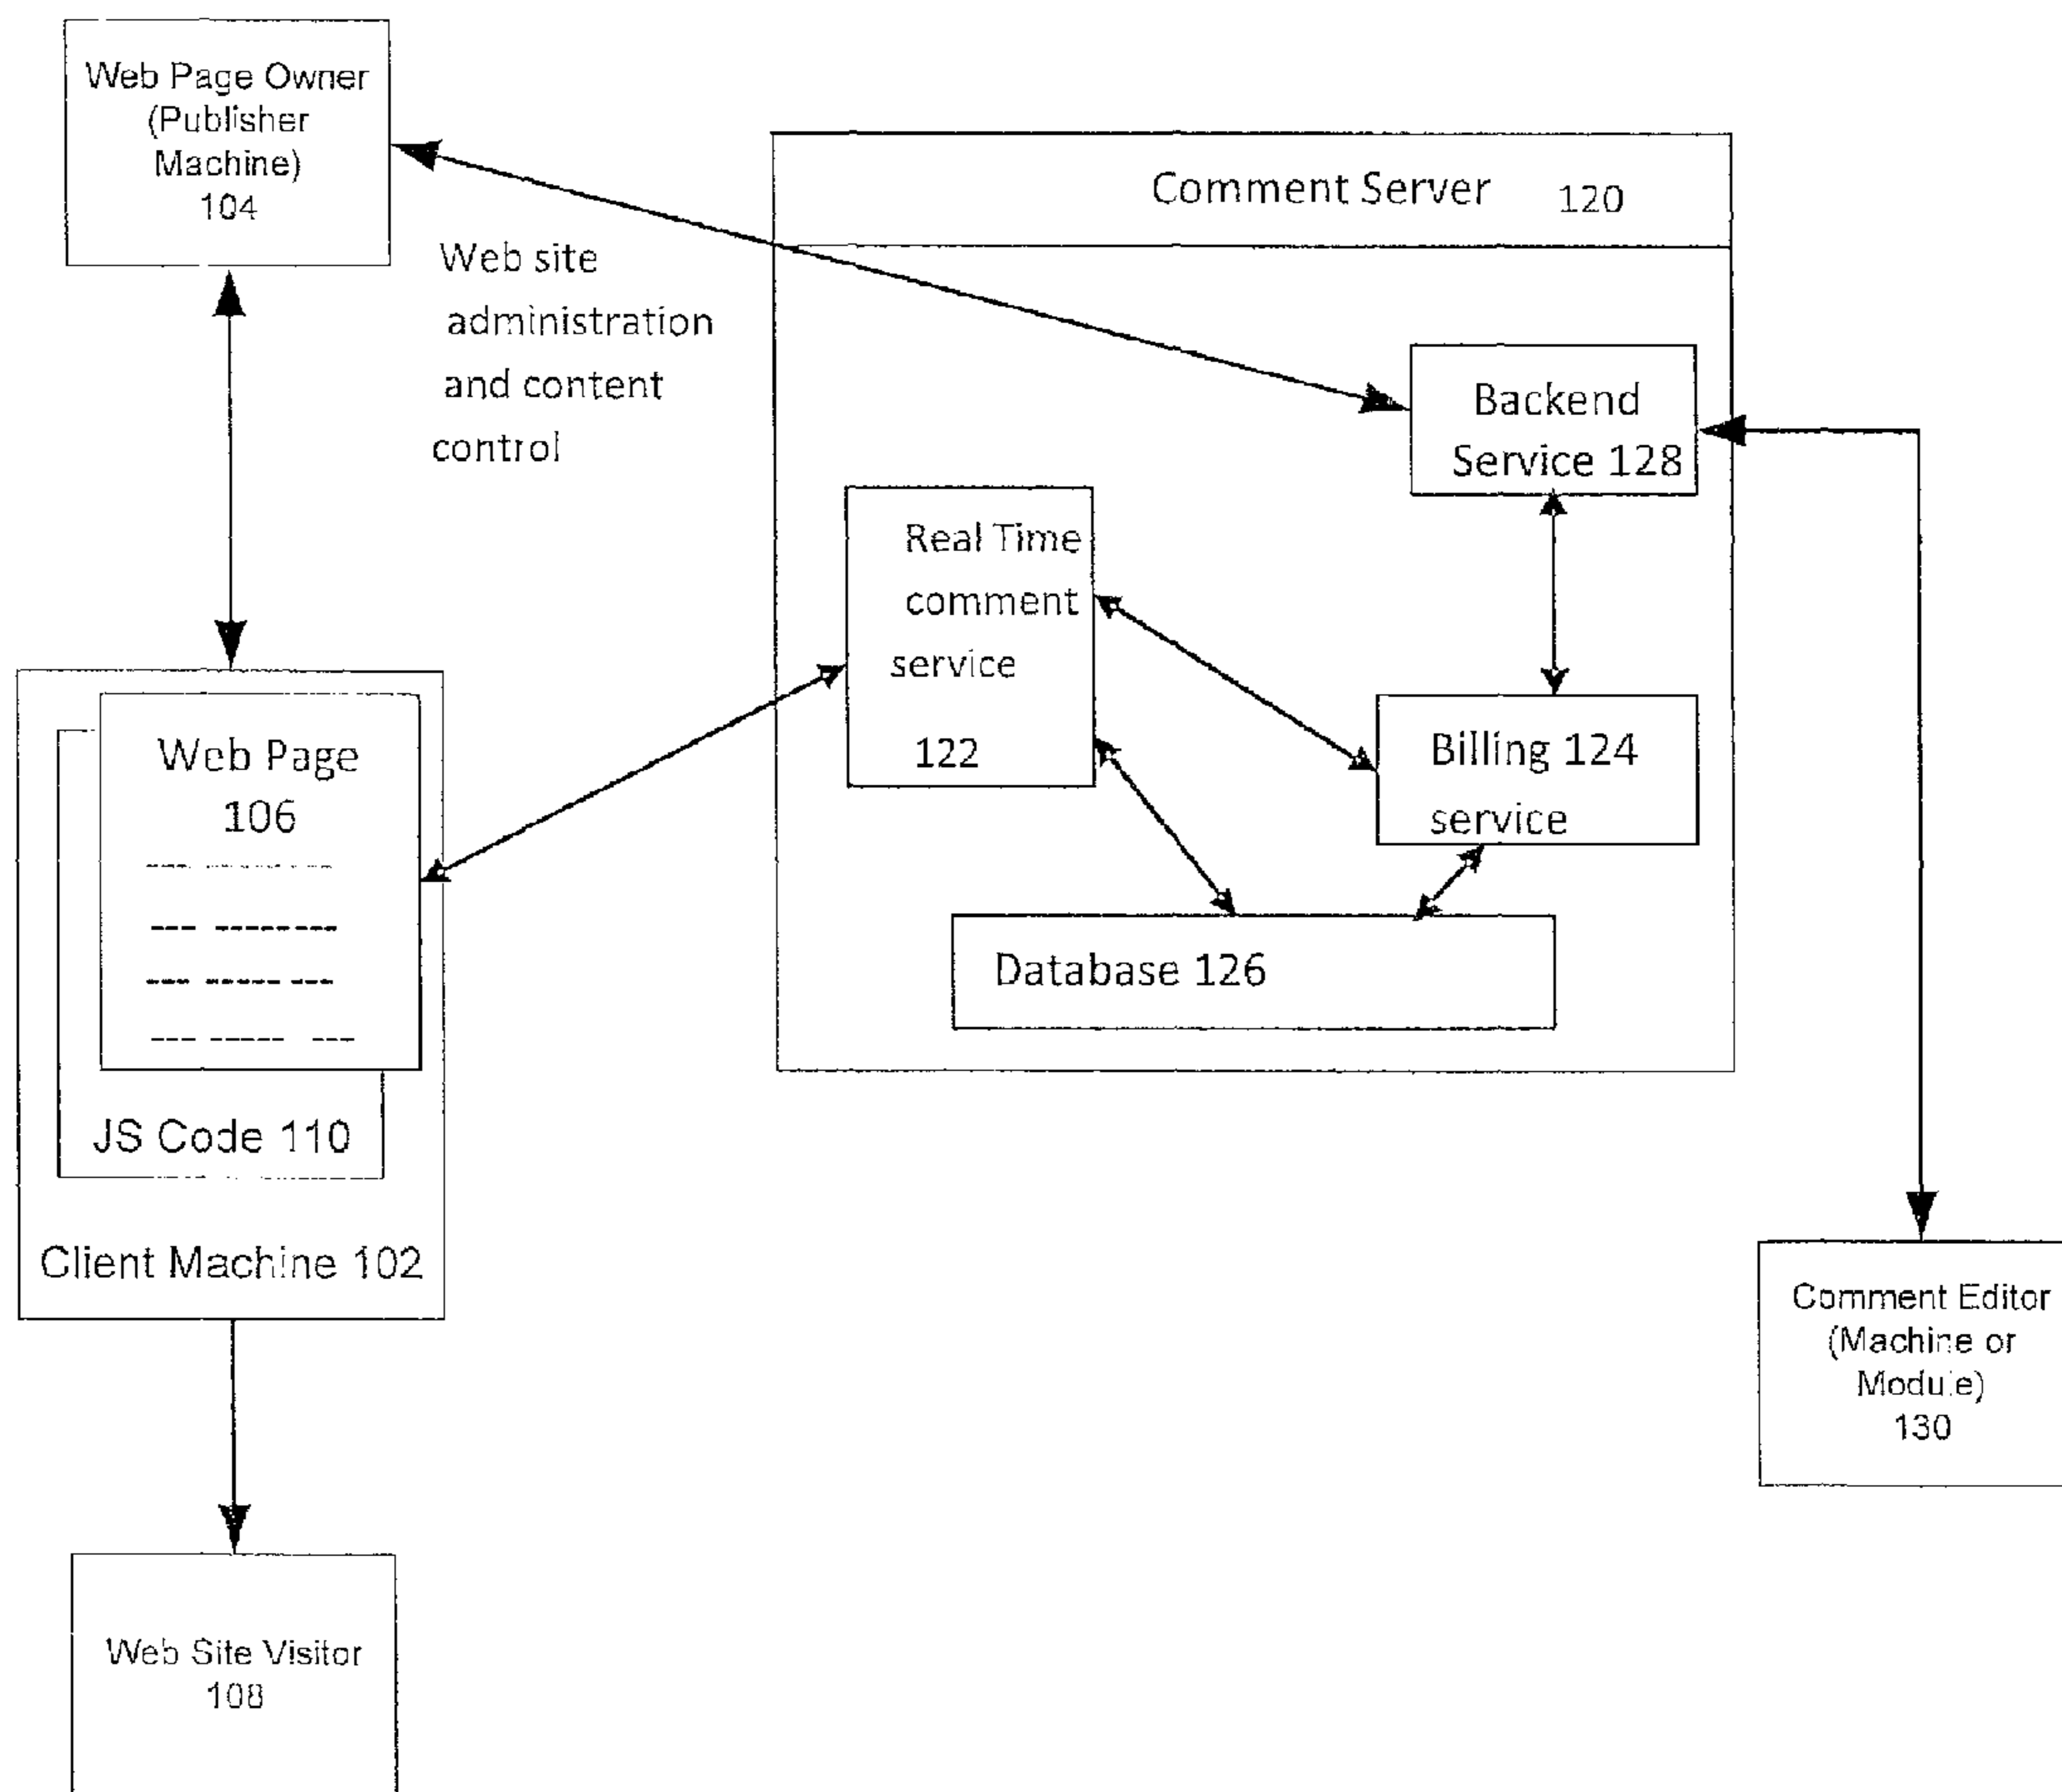 Web Page Owner
(Publisher
Machine)
104
Web site
administration
and content
control
Comment Server 120
Backend
Service 128
Real Time
comment
service
122
Billing 124
service
Database 126
Web Page
106
JS Code 110
Client Machine 102
Comment Editor
(Machine or
Module)
130
Web Site Visitor
108